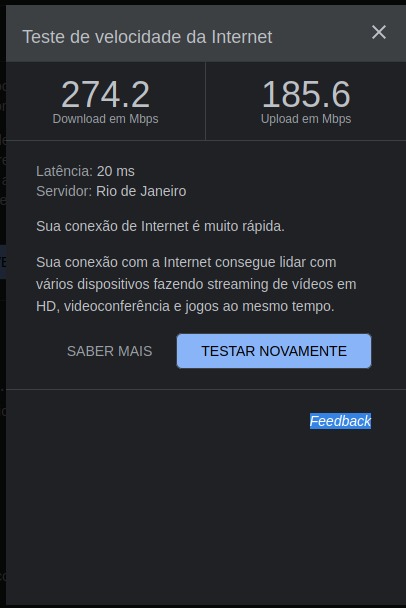 Teste de velocidade da Internet
274.2
Download em Mbps
185.6
Upload em Mbps
Latência: 20 ms
Servidor: Rio de Janeiro
Sua conexão de Internet é muito rápida.
Sua conexão com a Internet consegue lidar com
vários dispositivos fazendo streaming de vídeos em
HD, videoconferência e jogos ao mesmo tempo.
SABER MAIS
TESTAR NOVAMENTE
Feedback